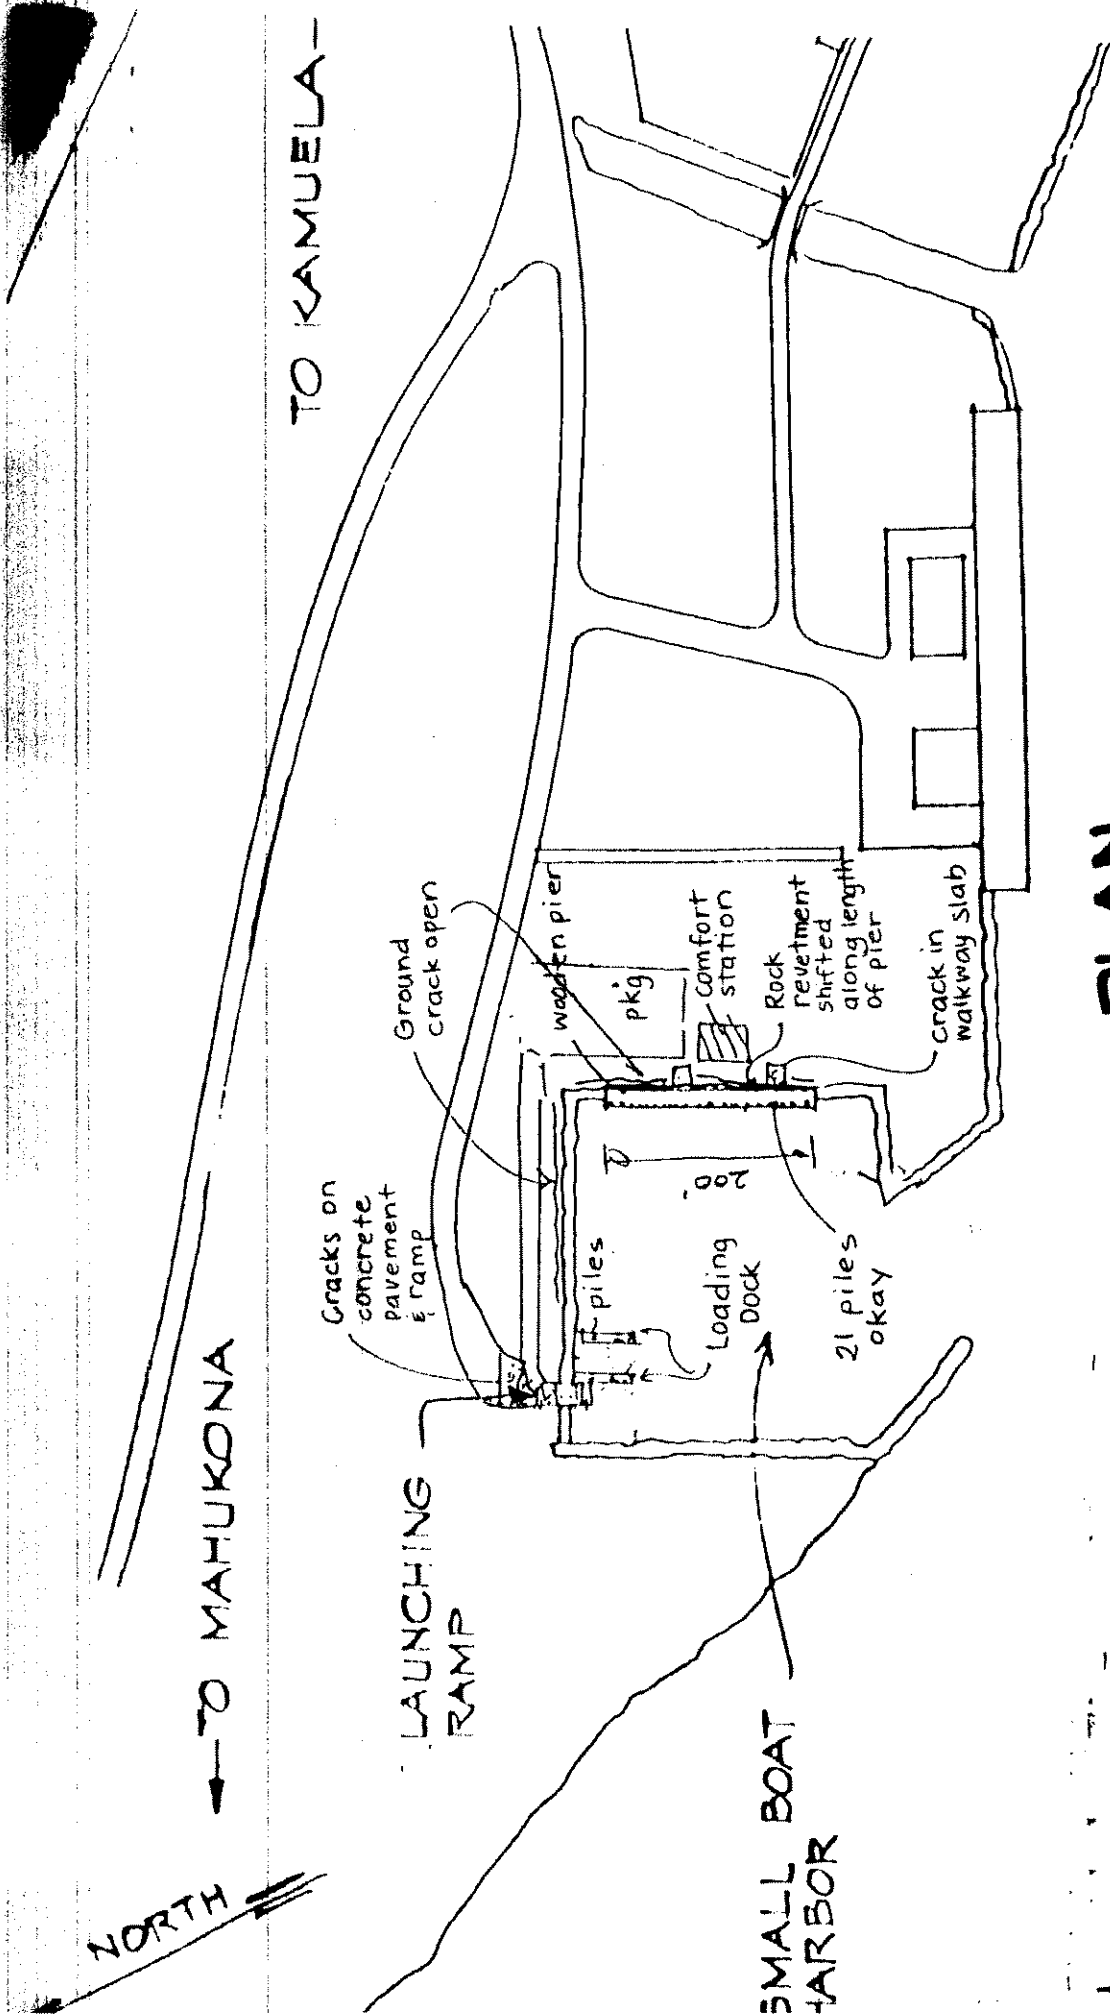 NORTH
TO MAHUKONA
TO KAMUELA
LAUNCHING
RAMP
Cracks on
concrete
pavement
& ramp
Ground
crack open
wooden pier
pkg
Comfort
station
Rock
revetment
shifted
along length
of pier
crack in
walkway slab
piles
Loading
Dock
200'
21 piles
okay
SMALL BOAT
HARBOR
PLAN